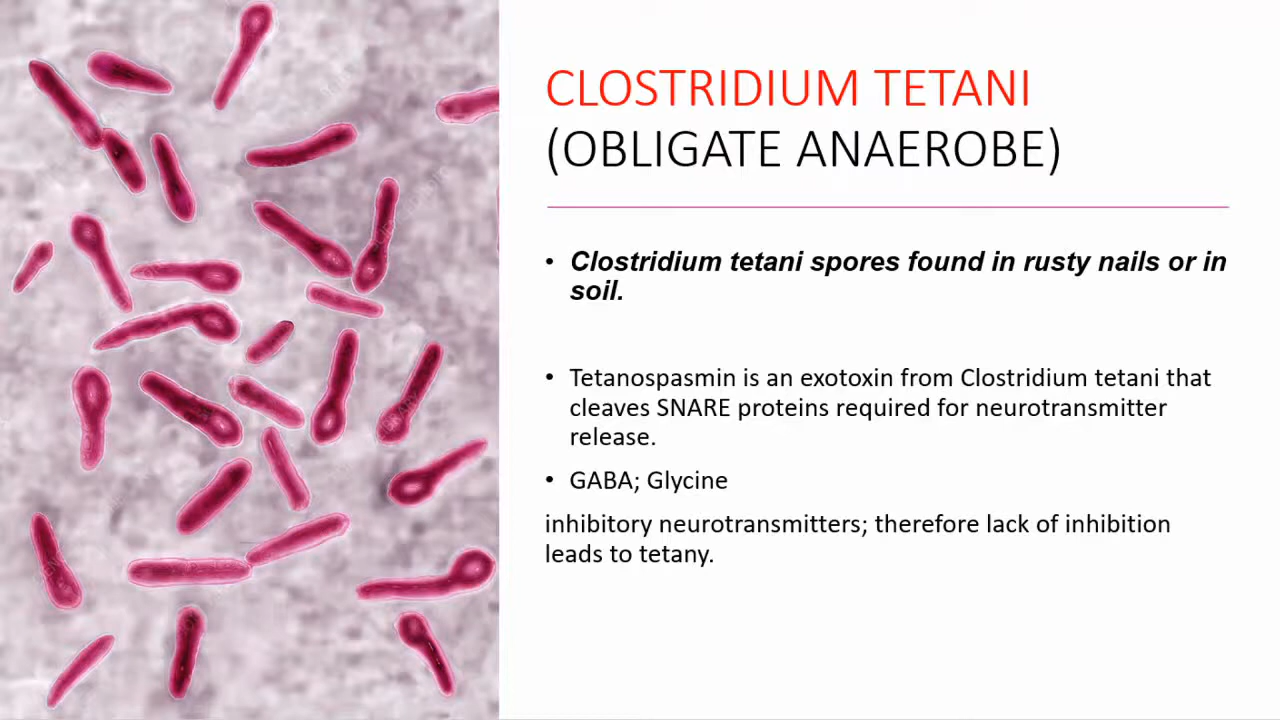 CLOSTRIDIUM TETANI
(OBLIGATE ANAEROBE)
• Clostridium tetani spores found in rusty nails or in
soil.
• Tetanospasmin is an exotoxin from Clostridium tetani that
cleaves SNARE proteins required for neurotransmitter
release.
• GABA; Glycine
inhibitory neurotransmitters; therefore lack of inhibition
leads to tetany.